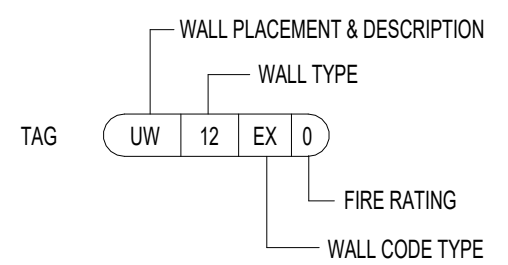 WALL PLACEMENT & DESCRIPTION
WALL TYPE
TAG UW 12 EX 0
FIRE RATING
WALL CODE TYPE